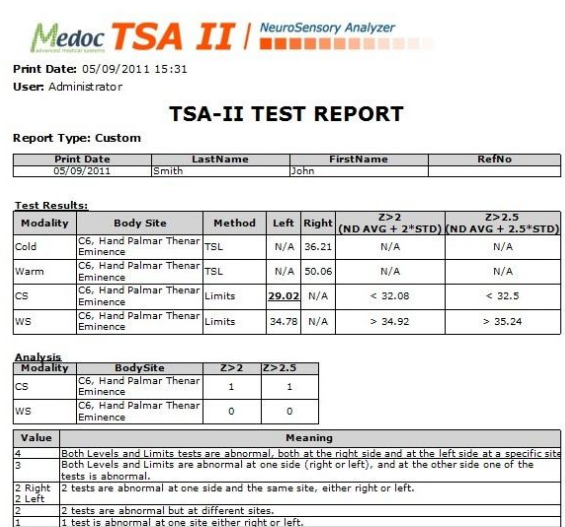 Medoc TSA II / NeuroSensory Analyzer
advanced medical systems
Print Date: 05/09/2011 15:31
User: Administrator
TSA-II TEST REPORT
Report Type: Custom
Print Date LastName FirstName RefNo
05/09/2011 Smith John
Test Results:
Modality Body Site Method Left Right Z>2 (ND AVG + 2*STD) Z>2.5 (ND AVG + 2.5*STD)
Cold C6, Hand Palmar Thenar Eminence TSL N/A 36.21 N/A N/A
Warm C6, Hand Palmar Thenar Eminence TSL N/A 50.06 N/A N/A
CS C6, Hand Palmar Thenar Eminence Limits 29.02 N/A < 32.08 < 32.5
WS C6, Hand Palmar Thenar Eminence Limits 34.78 N/A > 34.92 > 35.24
Analysis
Modality BodySite Z>2 Z>2.5
CS C6, Hand Palmar Thenar Eminence 1 1
WS C6, Hand Palmar Thenar Eminence 0 0
Value Meaning
4 Both Levels and Limits tests are abnormal, both at the right side and at the left side at a specific site
3 Both Levels and Limits are abnormal at one side (right or left), and at the other side one of the
tests is abnormal.
2 Right 2 tests are abnormal at one side and the same site, either right or left.
2 Left
2 2 tests are abnormal but at different sites.
1 1 test is abnormal at one site either right or left.